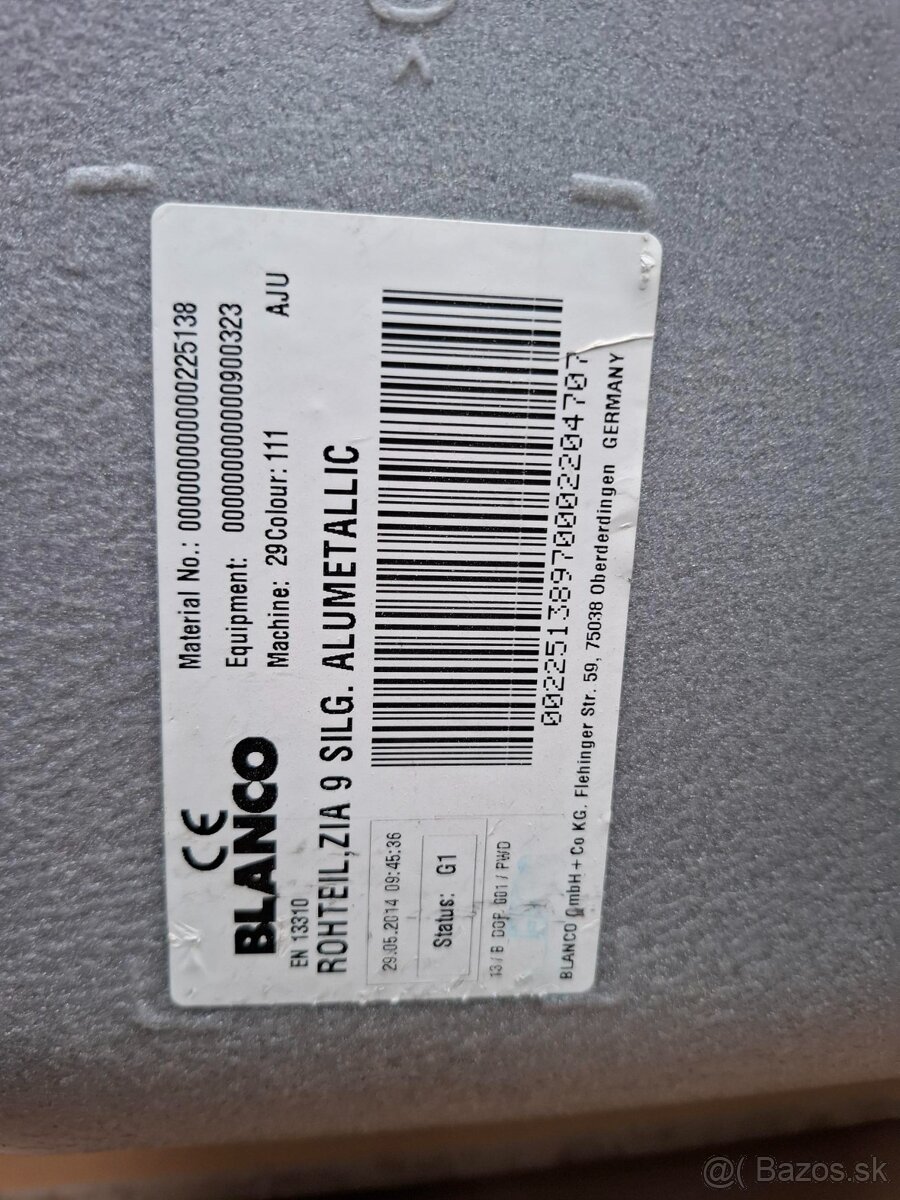 CE
BLANCO
Material No.: 000000000000225138
Equipment: 000000000000900323
Machine: 29 Colour: 111 AJU
EN 13310
ROHTEIL,ZIA 9 SILG. ALUMETALLIC
29.05.2014 09:45:36
Status: G1
13 / B_DOP_001 / PWD
00225138970002204707
BLANCO GmbH + Co KG. Flehinger Str. 59, 75038 Oberderdingen GERMANY
@( Bazos.sk